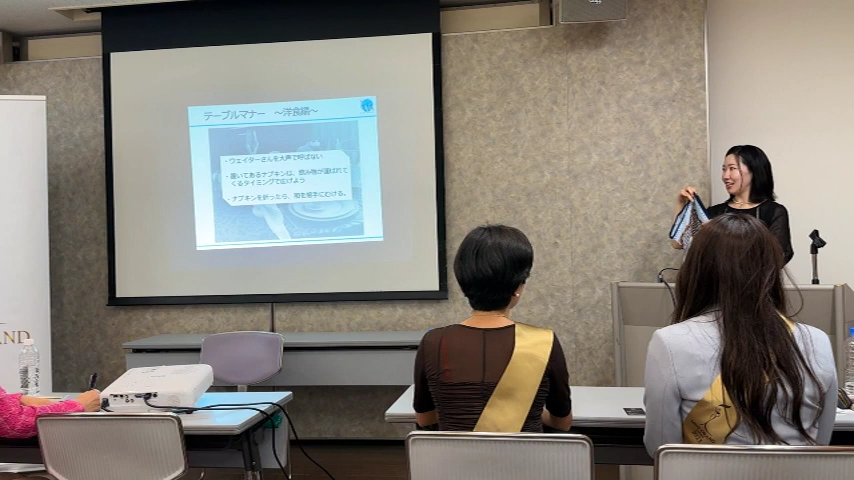 テーブルマナー ～洋食編～
・ウェイターさんを大声で呼ばない
・置いてあるナプキンは、飲み物が運ばれて
くるタイミングで広げよう
・ナプキンを折ったら、輪を相手にむける。
AND